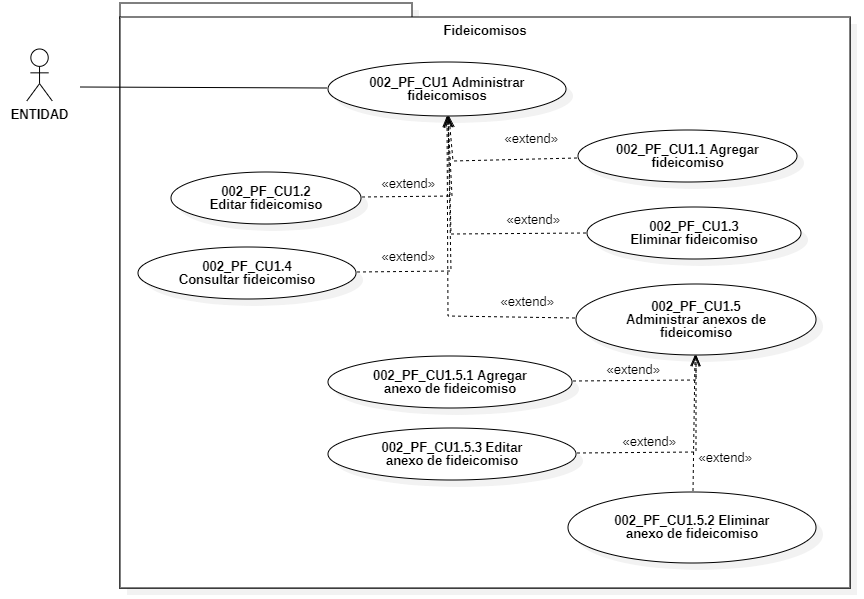 Fideicomisos
ENTIDAD
002_PF_CU1 Administrar
fideicomisos
«extend»
002_PF_CU1.1 Agregar
fideicomiso
«extend»
002_PF_CU1.2
Editar fideicomiso
«extend»
002_PF_CU1.3
Eliminar fideicomiso
«extend»
002_PF_CU1.4
Consultar fideicomiso
«extend»
002_PF_CU1.5
Administrar anexos de
fideicomiso
002_PF_CU1.5.1 Agregar
anexo de fideicomiso
«extend»
002_PF_CU1.5.3 Editar
anexo de fideicomiso
«extend»
«extend»
002_PF_CU1.5.2 Eliminar
anexo de fideicomiso